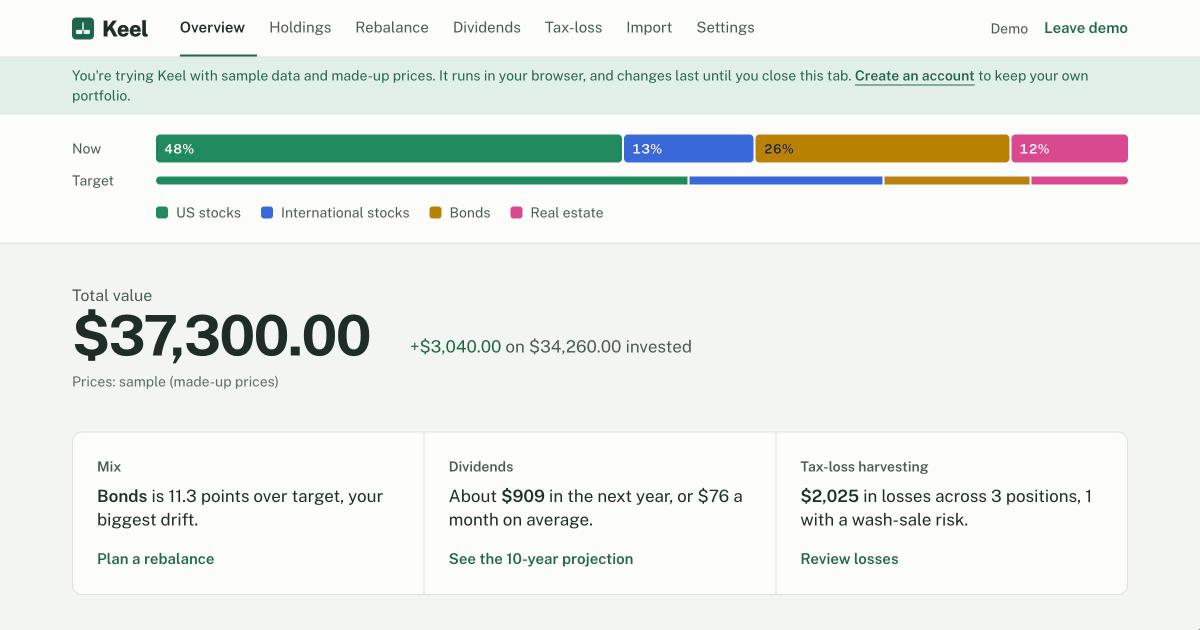 Keel
Overview
Holdings
Rebalance
Dividends
Tax-loss
Import
Settings
Demo
Leave demo
You're trying Keel with sample data and made-up prices. It runs in your browser, and changes last until you close this tab. Create an account to keep your own
portfolio.
Now
48%
13%
26%
12%
Target
US stocks
International stocks
Bonds
Real estate
Total value
$37,300.00
+$3,040.00 on $34,260.00 invested
Prices: sample (made-up prices)
Mix
Bonds is 11.3 points over target, your
biggest drift.
Plan a rebalance
Dividends
About $909 in the next year, or $76 a
month on average.
See the 10-year projection
Tax-loss harvesting
$2,025 in losses across 3 positions, 1
with a wash-sale risk.
Review losses